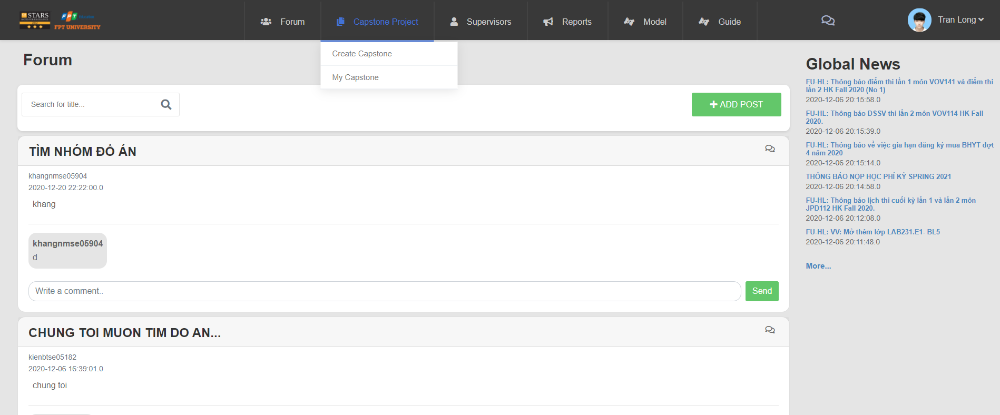 STARS
FPT Education
FPT UNIVERSITY
Forum
Capstone Project
Supervisors
Reports
Model
Guide
Tran Long
Create Capstone
My Capstone
Forum
Search for title...
ADD POST
TÌM NHÓM ĐỒ ÁN
khangnmse05904
2020-12-20 22:22:00.0
khang
khangnmse05904
d
Write a comment..
Send
CHUNG TOI MUON TIM DO AN...
kienbtse05182
2020-12-06 16:39:01.0
chung toi
Global News
FU-HL: Thông báo điểm thi lần 1 môn VOV141 và điểm thi
lần 2 HK Fall 2020 (No 1)
2020-12-06 20:15:58.0
FU-HL: Thông báo DSSV thi lần 2 môn VOV114 HK Fall
2020.
2020-12-06 20:15:39.0
FU-HL: Thông báo về việc gia hạn đăng ký mua BHYT đợt
4 năm 2020
2020-12-06 20:15:14.0
THÔNG BÁO NỘP HỌC PHÍ KỲ SPRING 2021
2020-12-06 20:14:58.0
FU-HL: Thông báo lịch thi cuối kỳ lần 1 và lần 2 môn
JPD112 HK Fall 2020.
2020-12-06 20:12:08.0
FU-HL: VV: Mở thêm lớp LAB231.E1- BL5
2020-12-06 20:11:48.0
More...